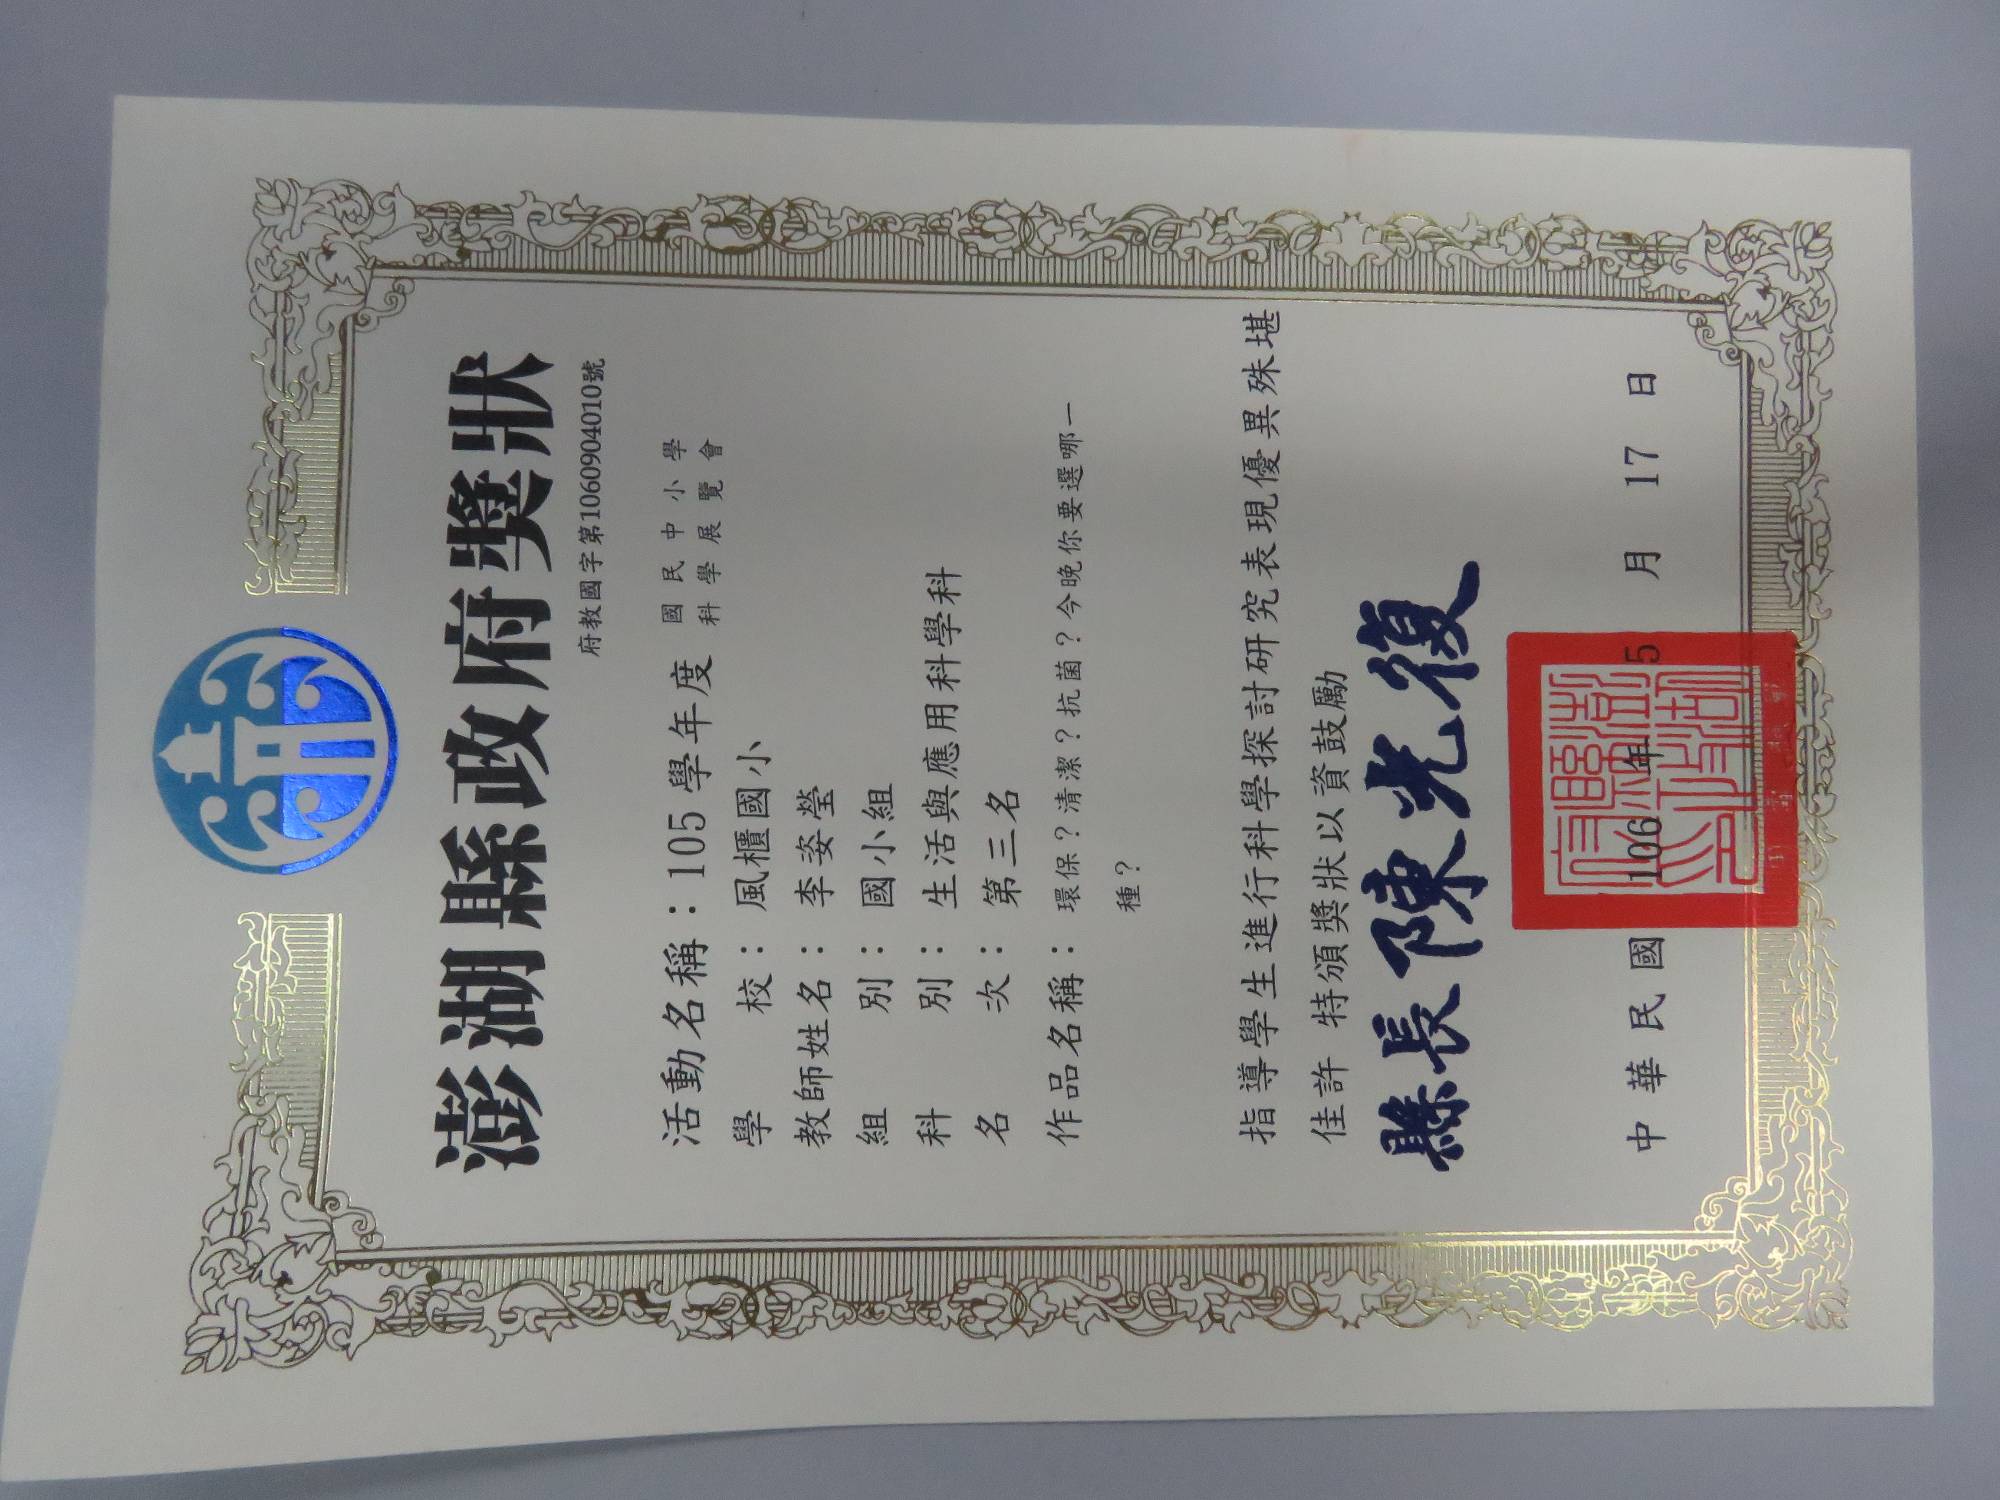 澎湖縣政府獎狀
府教國字第1060904010號
活動名稱：105學年度 國民中小學
科學展覽會
學校：風櫃國小
教師姓名：李姿瑩
組別：國小組
科別：生活與應用科學科
名次：第三名
作品名稱：環保？清潔？抗菌？今晚你要選哪一
種？
指導學生進行科學探討研究表現優異殊堪
佳許 特頒獎狀以資鼓勵
縣長陳光復
中華民國106年5月17日